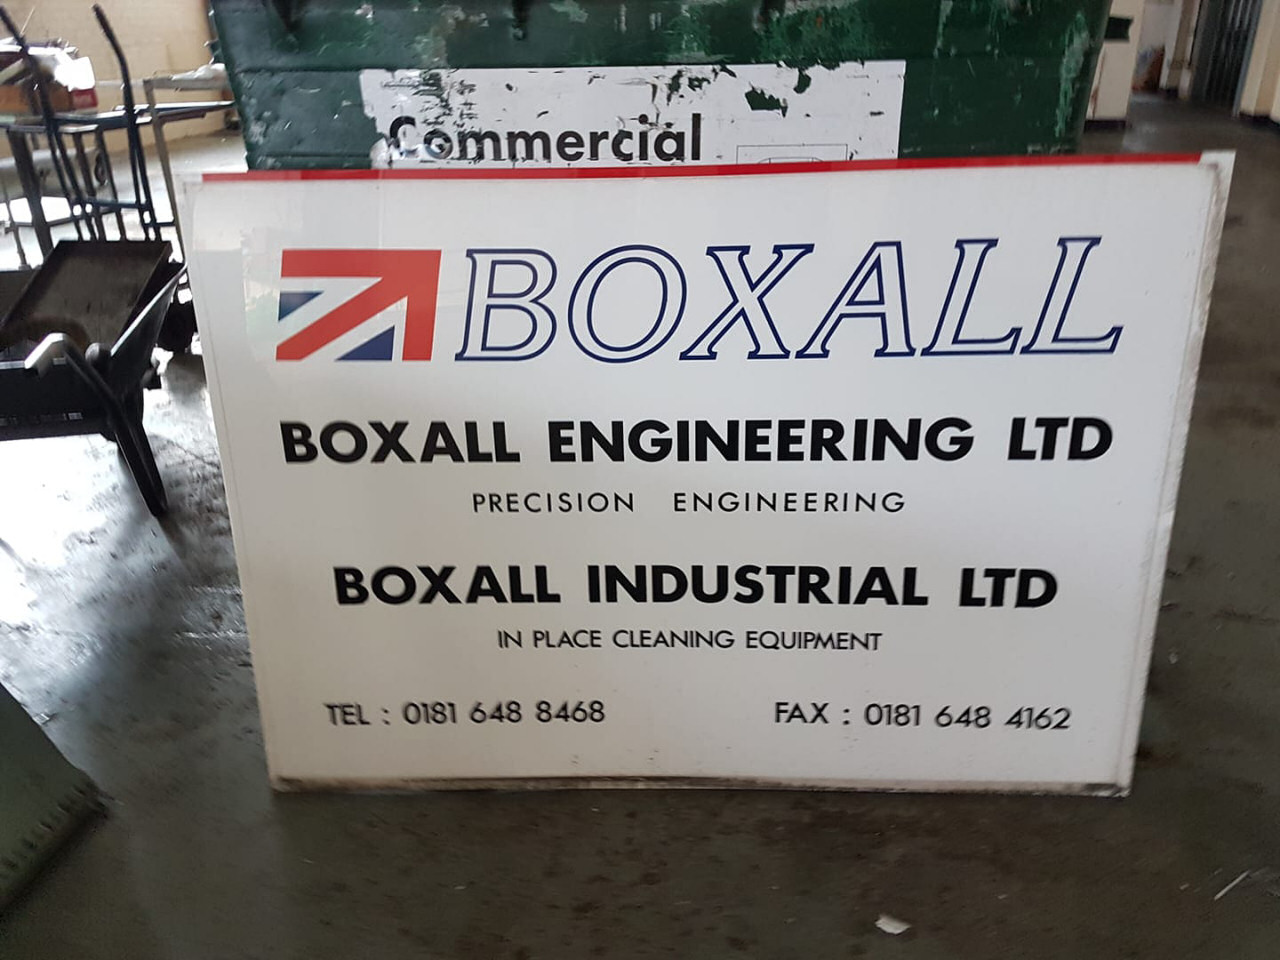 Commercial
BOXALL
BOXALL ENGINEERING LTD
PRECISION ENGINEERING
BOXALL INDUSTRIAL LTD
IN PLACE CLEANING EQUIPMENT
TEL : 0181 648 8468 FAX : 0181 648 4162